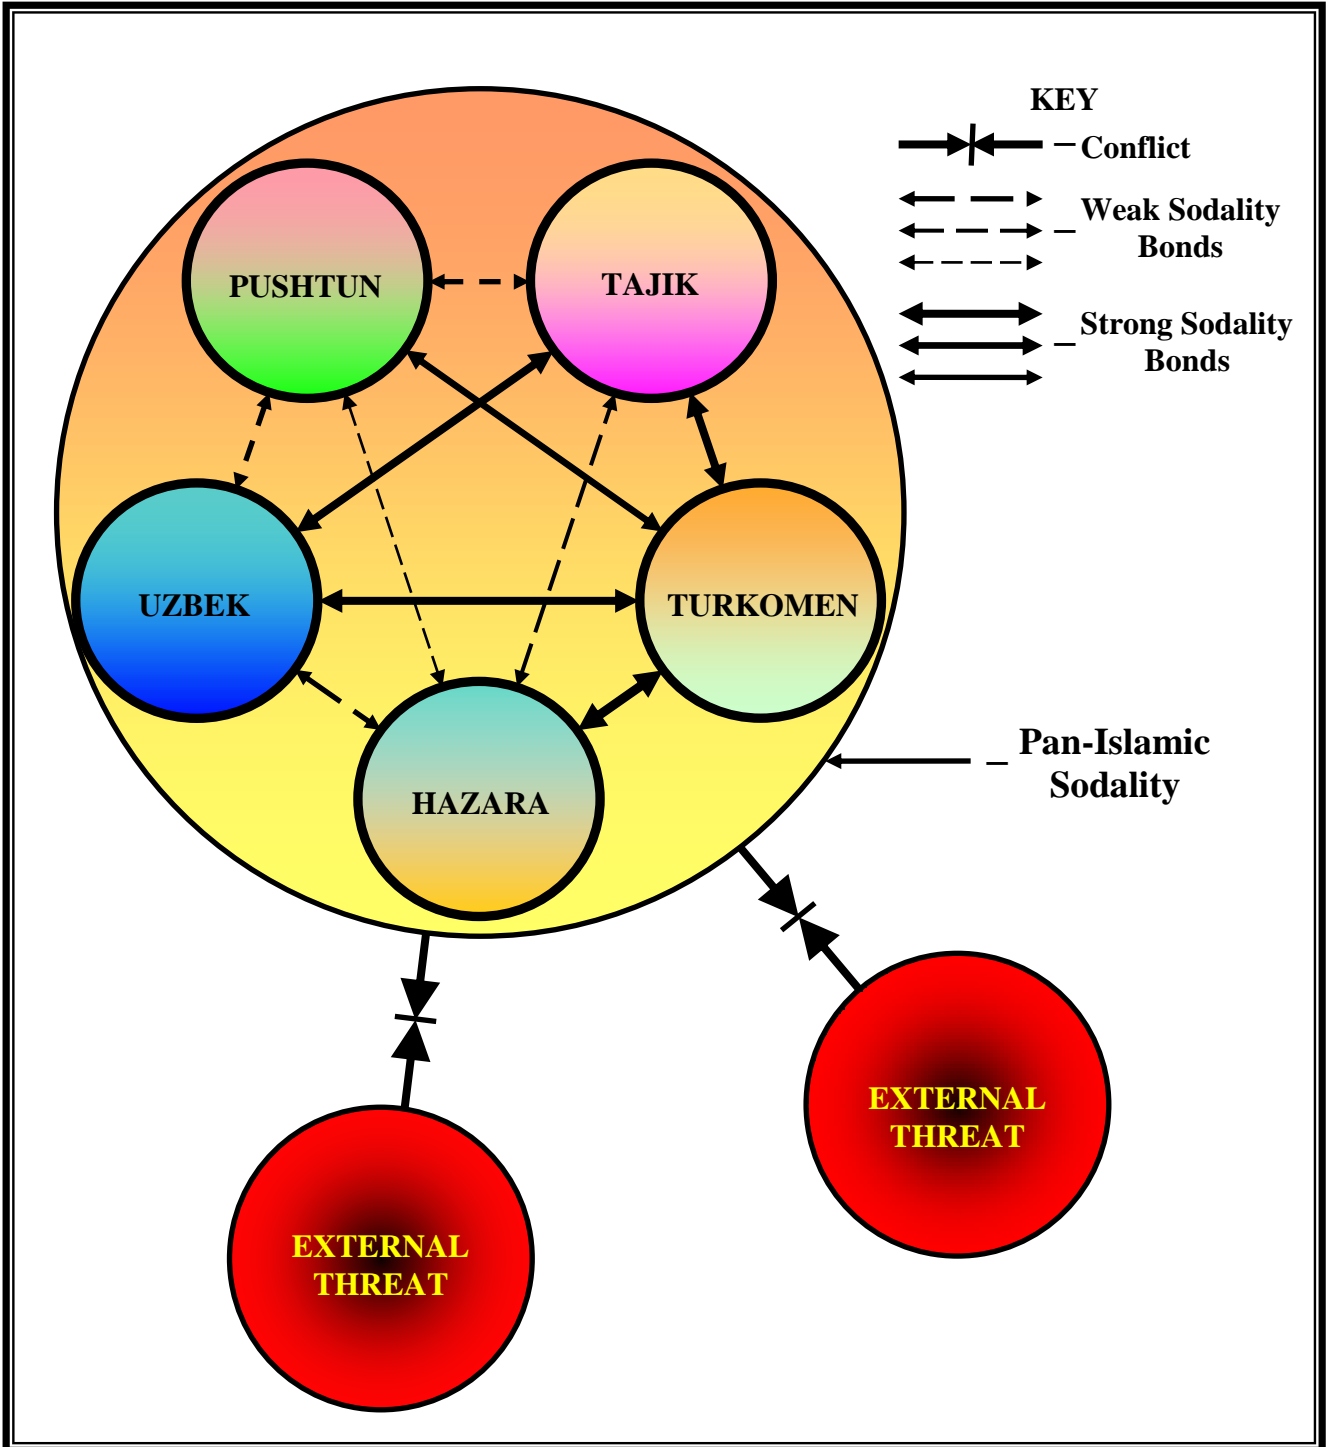 KEY
Conflict
Weak Sodality
Bonds
Strong Sodality
Bonds
PUSHTUN
TAJIK
UZBEK
TURKOMEN
HAZARA
Pan-Islamic
Sodality
EXTERNAL
THREAT
EXTERNAL
THREAT